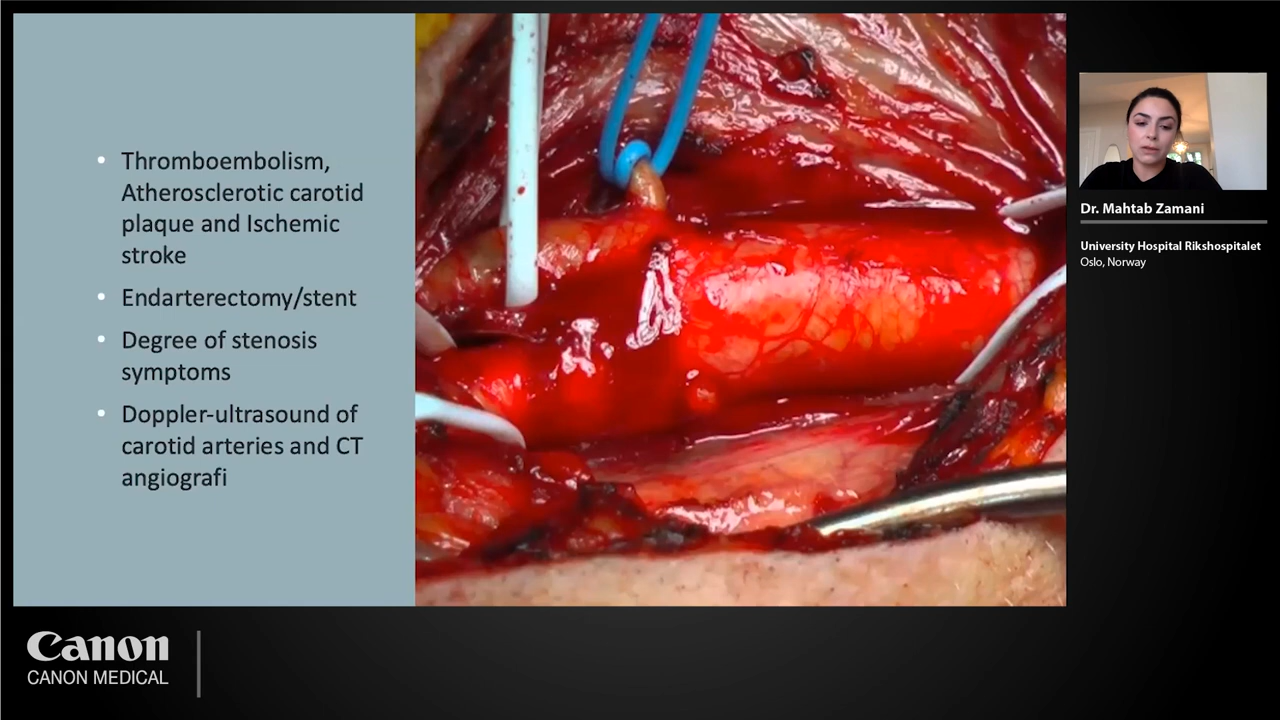 Thromboembolism,
Atherosclerotic carotid
plaque and Ischemic
stroke
Endarterectomy/stent
Degree of stenosis
symptoms
Doppler-ultrasound of
carotid arteries and CT
angiografi
Dr. Mahtab Zamani
University Hospital Rikshospitalet
Oslo, Norway
Canon
CANON MEDICAL